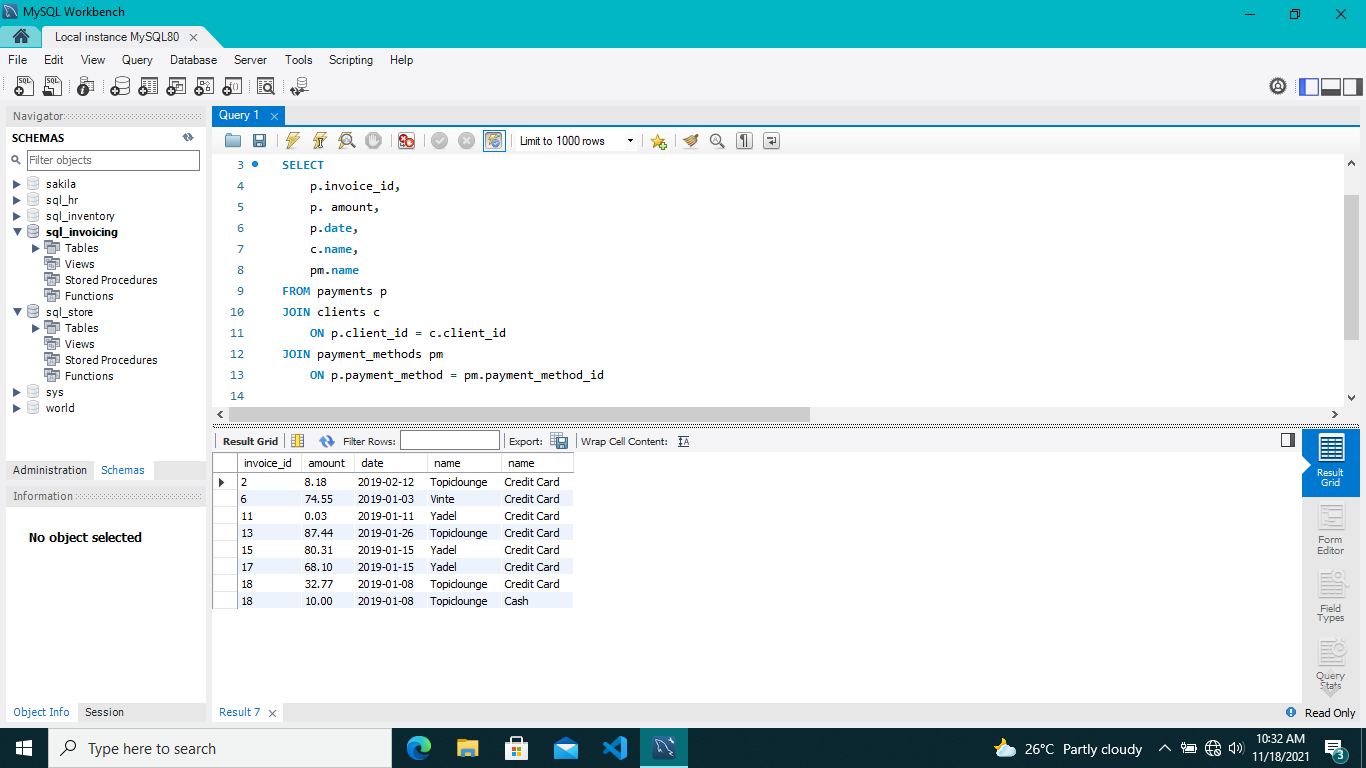 MySQL Workbench
Local instance MySQL80
File Edit View Query Database Server Tools Scripting Help
Navigator
SCHEMAS
Filter objects
sakila
sql_hr
sql_inventory
sql_invoicing
Tables
Views
Stored Procedures
Functions
sql_store
Tables
Views
Stored Procedures
Functions
sys
world
Administration Schemas
Information
No object selected
Object Info Session
Query 1
Limit to 1000 rows
3 SELECT
4 p.invoice_id,
5 p. amount,
6 p.date,
7 c.name,
8 pm.name
9 FROM payments p
10 JOIN clients c
11 ON p.client_id = c.client_id
12 JOIN payment_methods pm
13 ON p.payment_method = pm.payment_method_id
14
Result Grid Filter Rows: Export: Wrap Cell Content:
invoice_id amount date name name
2 8.18 2019-02-12 Topiclounge Credit Card
6 74.55 2019-01-03 Vinte Credit Card
11 0.03 2019-01-11 Yadel Credit Card
13 87.44 2019-01-26 Topiclounge Credit Card
15 80.31 2019-01-15 Yadel Credit Card
17 68.10 2019-01-15 Yadel Credit Card
18 32.77 2019-01-08 Topiclounge Credit Card
18 10.00 2019-01-08 Topiclounge Cash
Result
Grid
Form
Editor
Field
Types
Query
Stats
Result 7
Read Only
Type here to search
26°C Partly cloudy
10:32 AM
11/18/2021
3